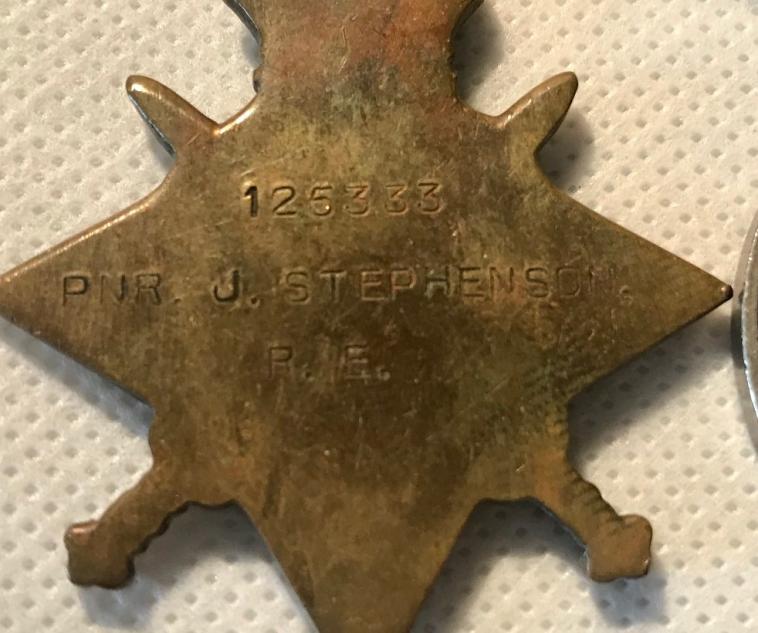 125333
PNR. J. STEPHENSON.
R. E.